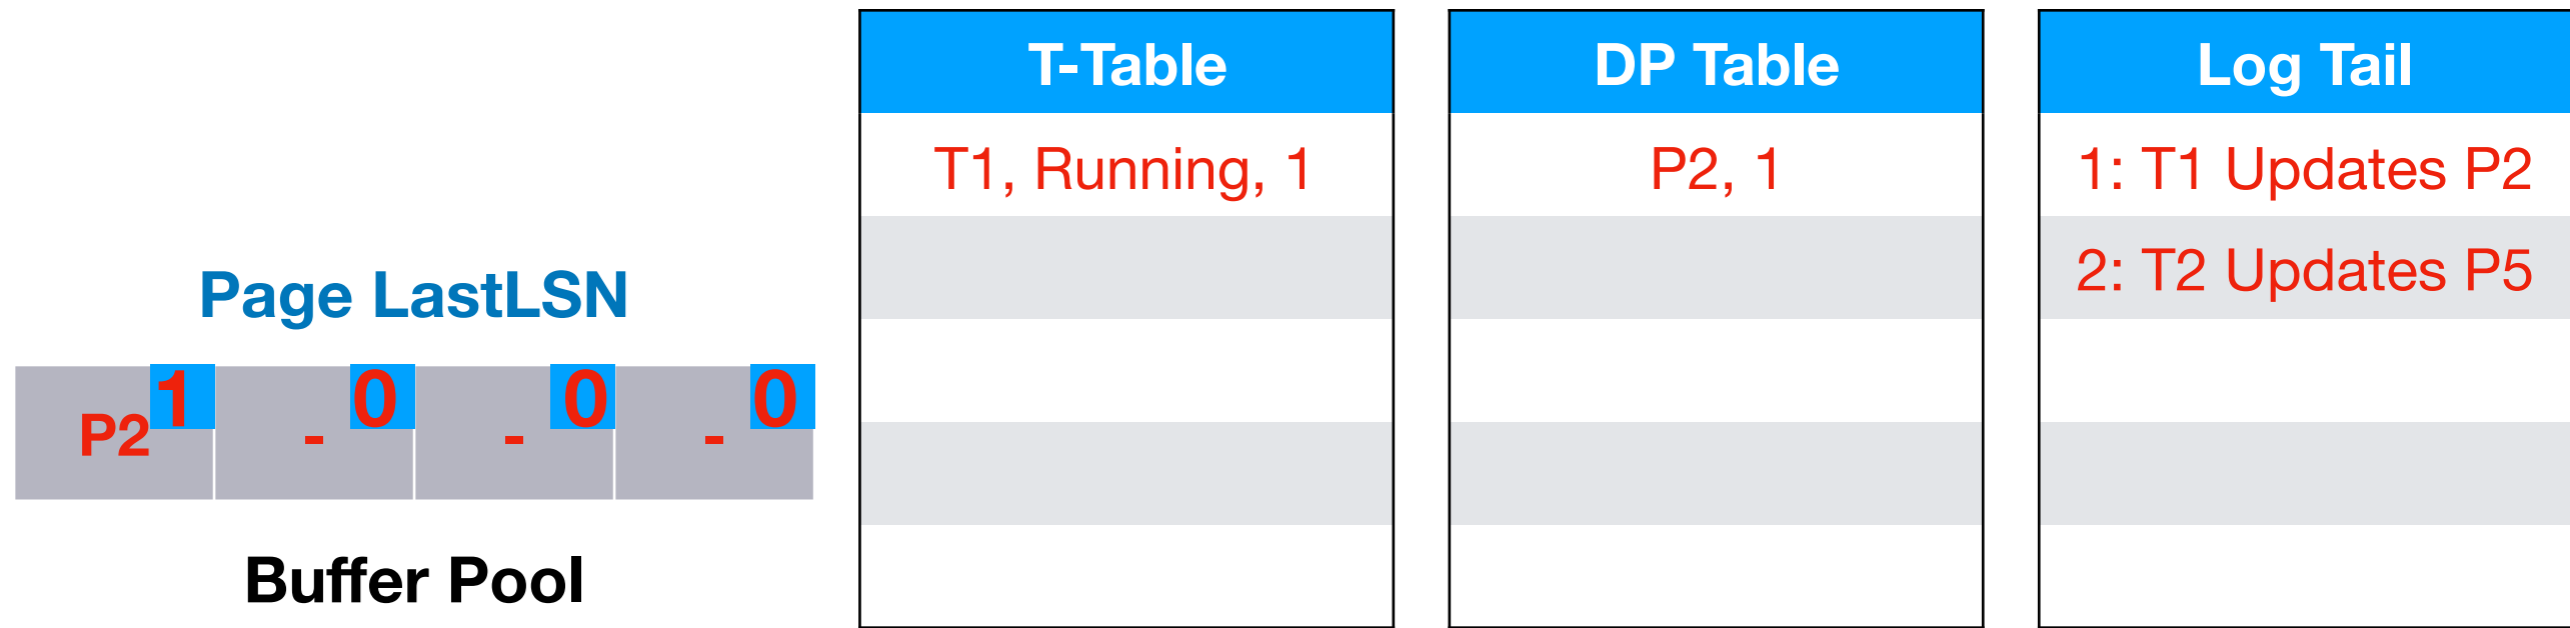 Page LastLSN
P2 1 - 0 - 0 - 0
Buffer Pool
T-Table
T1, Running, 1
DP Table
P2, 1
Log Tail
1: T1 Updates P2
2: T2 Updates P5